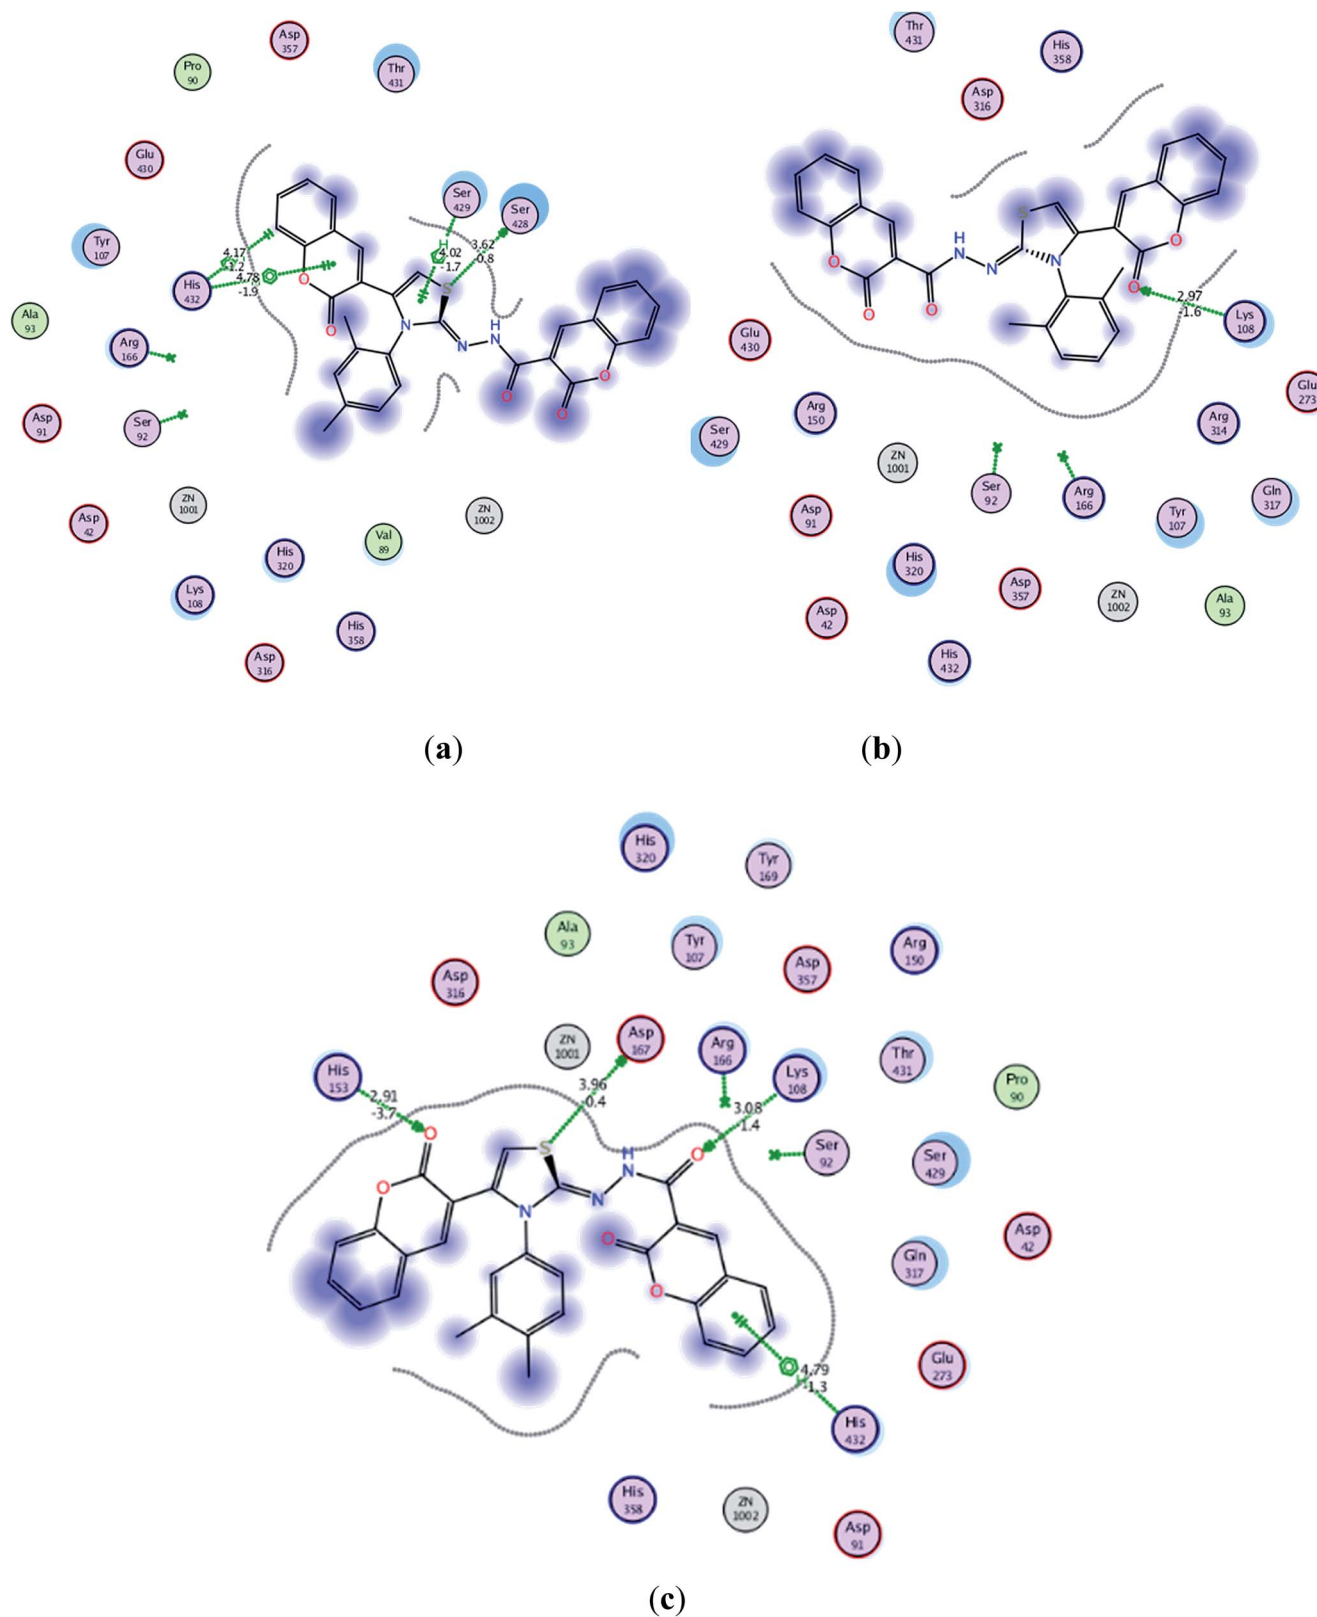 Asp
357
Pro
90
Thr
431
Glu
430
Ser
429
Ser
428
Tyr
107
H
4.17
-1.2
4.02
-1.7
3.62
-0.8
4.78
-1.9
His
432
O
S
O
Ala
93
N
N
H
N
Arg
166
O
O
O
Asp
91
Ser
92
ZN
1001
ZN
1002
Asp
42
Val
89
His
320
Lys
108
His
358
Asp
316
(a)
Thr
431
His
358
Asp
316
S
O
H
N
N
N
O
O
O
O
2.97
-1.6
Lys
108
Glu
430
Glu
273
Arg
150
Arg
314
Ser
429
ZN
1001
Ser
92
Arg
166
Gln
317
Asp
91
Tyr
107
His
320
Asp
357
ZN
1002
Ala
93
Asp
42
His
432
(b)
His
320
Tyr
169
Ala
93
Tyr
107
Arg
150
Asp
316
Asp
357
ZN
1001
Asp
167
Arg
166
Thr
431
His
153
Lys
108
Pro
90
2.91
-3.7
3.96
-0.4
3.08
1.4
O
S
H
N
O
Ser
92
Ser
429
O
N
N
O
O
Asp
42
Gln
317
4.79
-1.3
H
Glu
273
His
432
His
358
ZN
1002
Asp
91
(c)